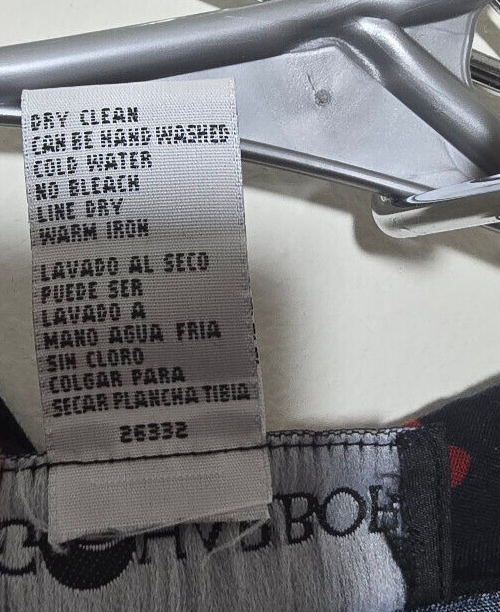 DRY CLEAN
CAN BE HAND WASHED
COLD WATER
NO BLEACH
LINE DRY
WARM IRON
LAVADO AL SECO
PUEDE SER
LAVADO A
MANO AGUA FRIA
SIN CLORO
COLGAR PARA
SECAR PLANCHA TIBIA
26332